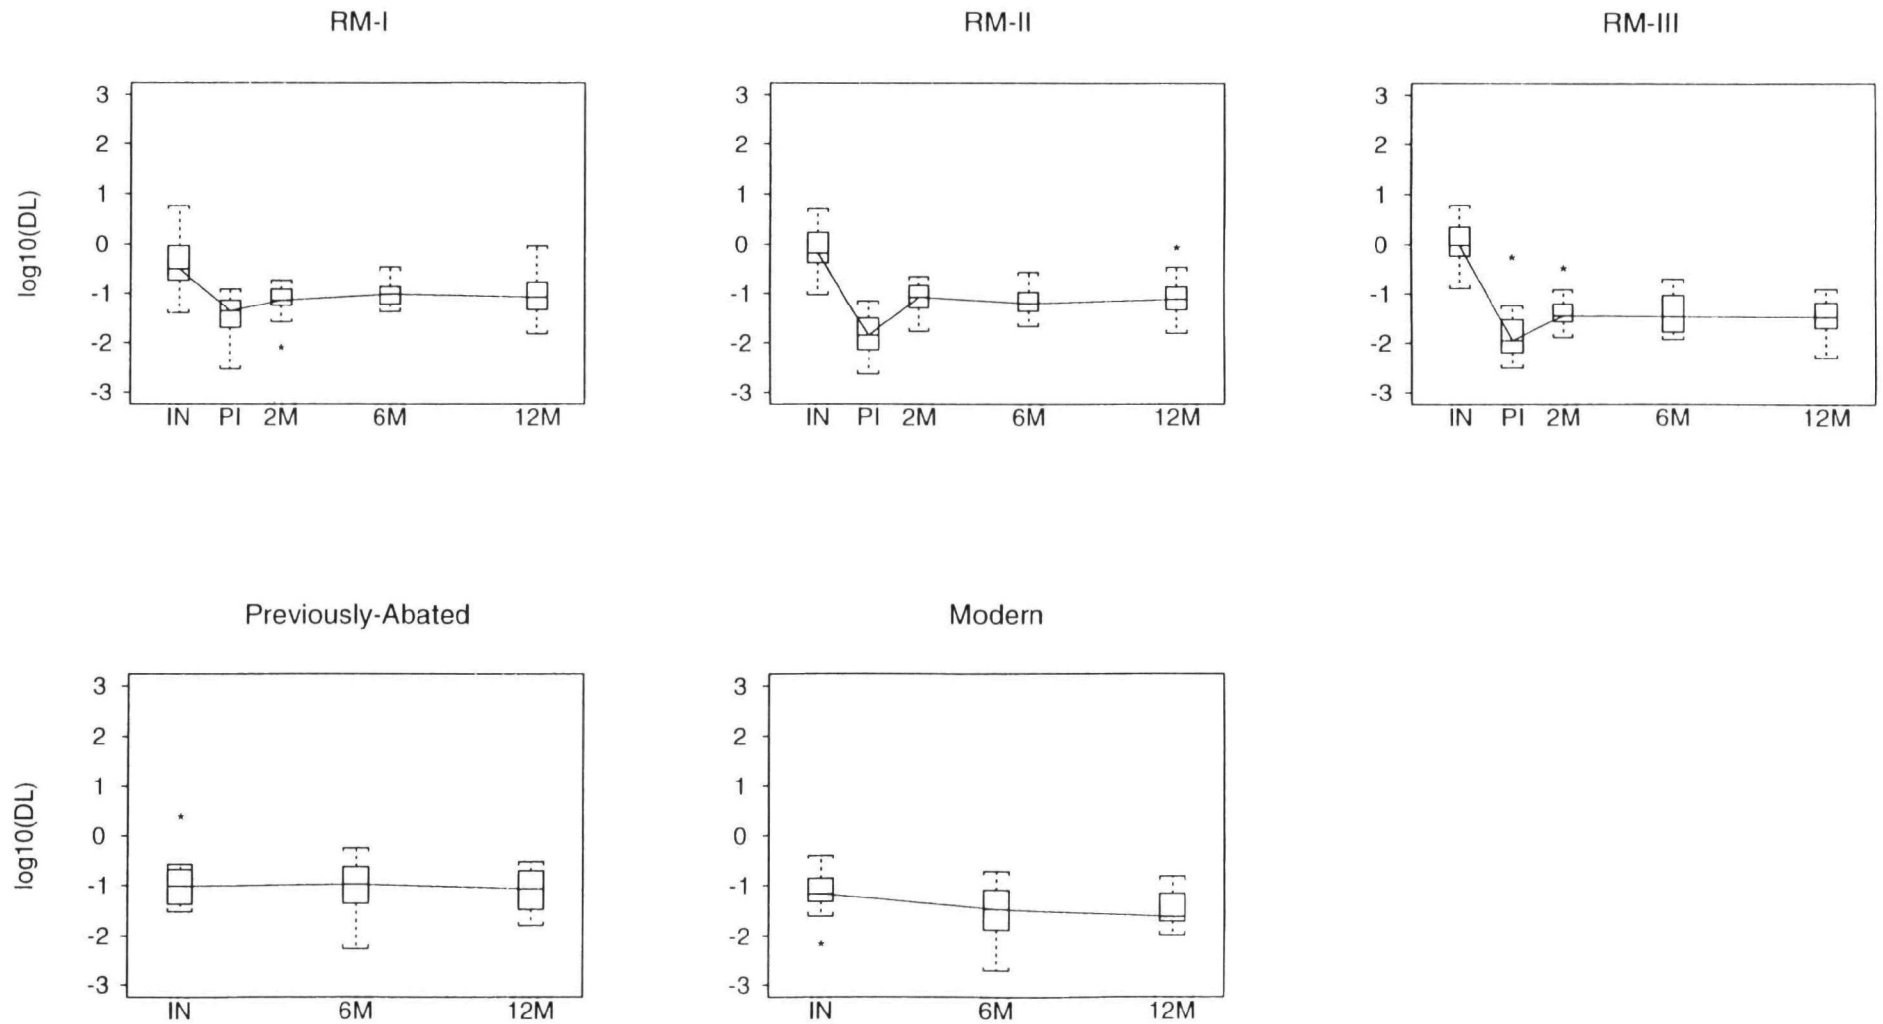 RM-I RM-II RM-III
log10(DL)
3 3 3
2 2 2
1 1 1
0 0 0
-1 -1 -1
-2 -2 -2
-3 -3 -3
IN PI 2M 6M 12M IN PI 2M 6M 12M IN PI 2M 6M 12M
Previously-Abated Modern
log10(DL)
3 3
2 2
1 1
0 0
-1 -1
-2 -2
-3 -3
IN 6M 12M IN 6M 12M